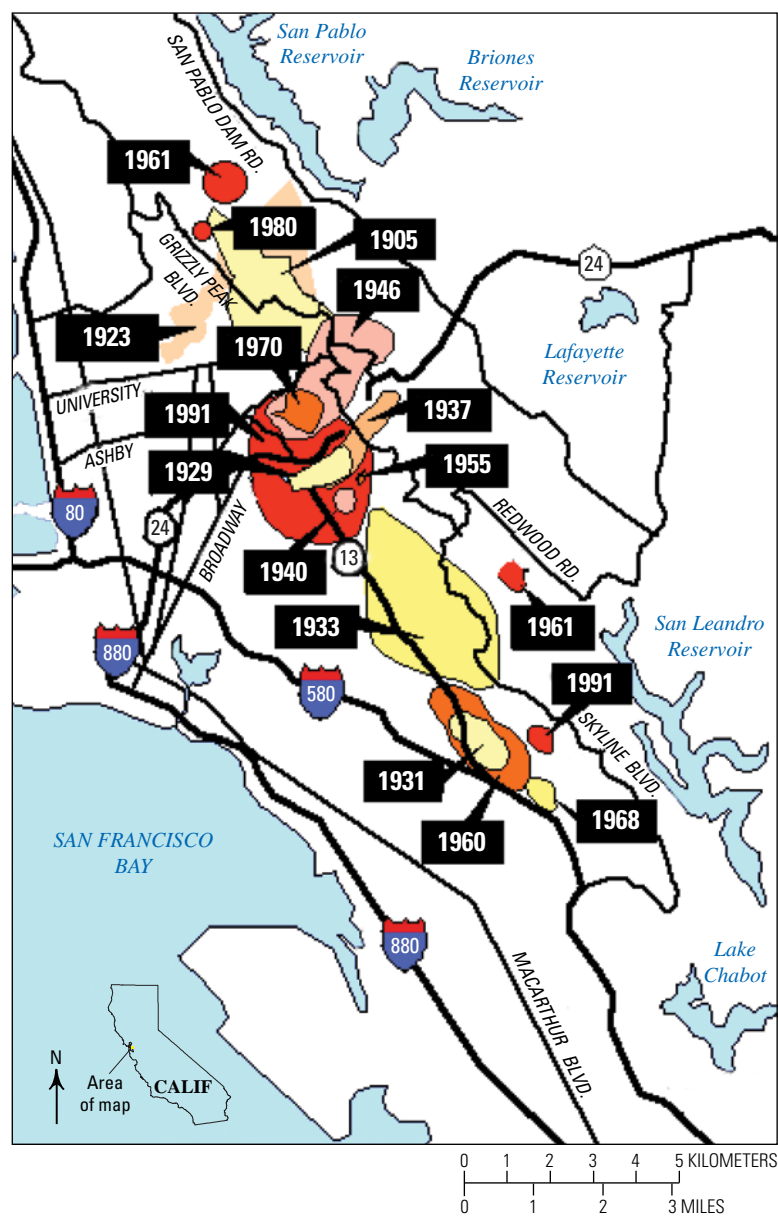 San Pablo
Reservoir
Briones
Reservoir
SAN PABLO DAM RD.
1961
1980
1905
GRIZZLY PEAK
BLVD.
24
1946
1923
1970
Lafayette
Reservoir
UNIVERSITY
1991
1937
ASHBY
1929
1955
80
24
BROADWAY
REDWOOD RD.
1940
13
1933
1961
San Leandro
Reservoir
880
580
1991
SKYLINE BLVD.
1931
1968
1960
SAN FRANCISCO
BAY
880
MACARTHUR BLVD.
Lake
Chabot
N
Area
of map
CALIF
0 1 2 3 4 5 KILOMETERS
0 1 2 3 MILES